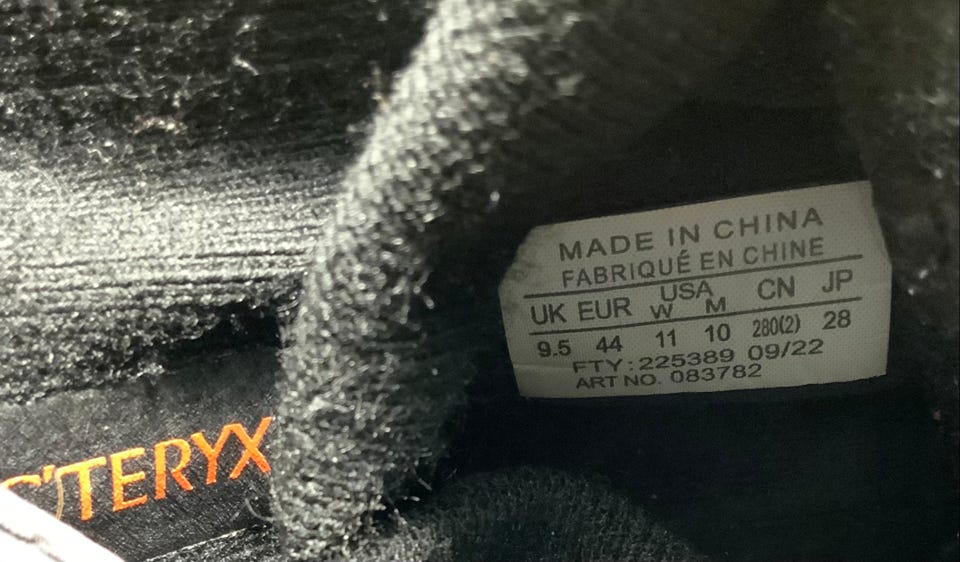 MADE IN CHINA
FABRIQUÉ EN CHINE
UK EUR USA CN JP
W M
9.5 44 11 10 280(2) 28
FTY: 225389 09/22
ART NO. 083782
C'TERYX